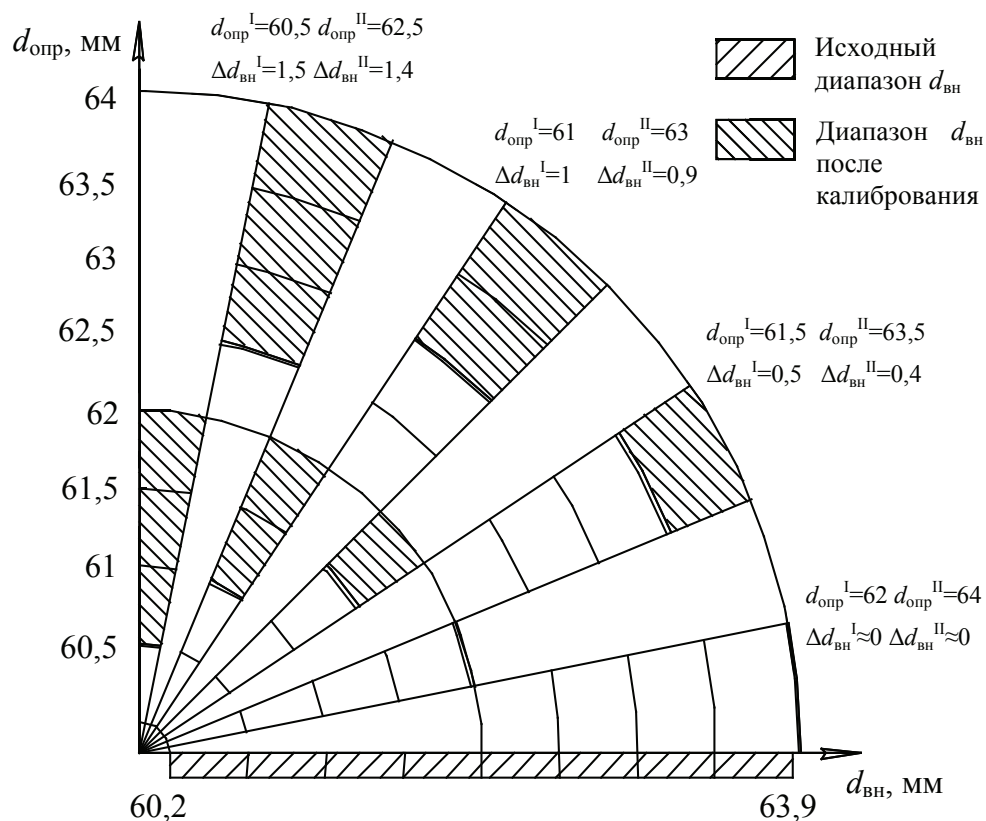 d_опр, мм
d_опр^I=60,5 d_опр^II=62,5
Δd_вн^I=1,5 Δd_вн^II=1,4
Исходный
диапазон d_вн
64
d_опр^I=61 d_опр^II=63
Δd_вн^I=1 Δd_вн^II=0,9
Диапазон d_вн
после
калибрования
63,5
63
62,5
d_опр^I=61,5 d_опр^II=63,5
Δd_вн^I=0,5 Δd_вн^II=0,4
62
61,5
61
60,5
d_опр^I=62 d_опр^II=64
Δd_вн^I≈0 Δd_вн^II≈0
60,2
63,9
d_вн, мм